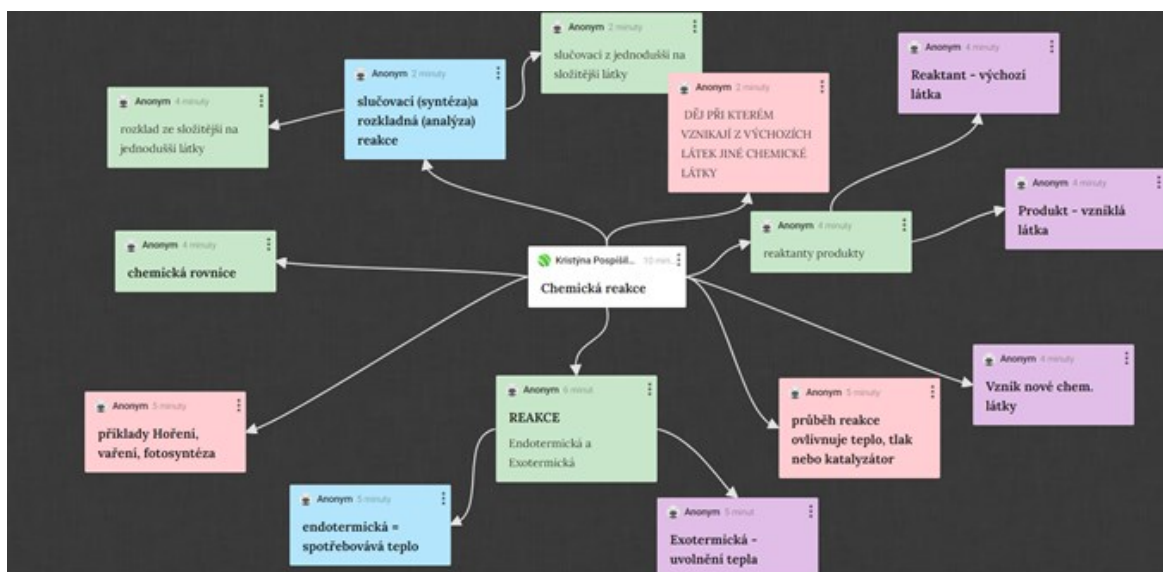 Anonym 2 minuty
slučovací z jednodušší na
složitější látky
Anonym 4 minuty
Reaktant - výchozí
látka
Anonym 2 minuty
slučovací (syntéza)a
rozkladná (analýza)
reakce
Anonym 2 minuty
DĚJ PŘI KTERÉM
VZNIKAJÍ Z VÝCHOZÍCH
LÁTEK JINÉ CHEMICKÉ
LÁTKY
Anonym 4 minuty
rozklad ze složitější na
jednodušší látky
Anonym 4 minuty
Produkt - vzniklá
látka
Anonym 4 minuty
reaktanty produkty
Anonym 4 minuty
chemická rovnice
Kristýna Pospíšil... 10 min...
Chemická reakce
Anonym 4 minuty
Vznik nové chem.
látky
Anonym 6 minut
REAKCE
Endotermická a
Exotermická
Anonym 5 minuty
průběh reakce
ovlivnuje teplo, tlak
nebo katalyzátor
Anonym 5 minuty
příklady Hoření,
vaření, fotosyntéza
Anonym 5 minuty
endotermická =
spotřebovává teplo
Anonym 5 minut
Exotermická -
uvolnění tepla